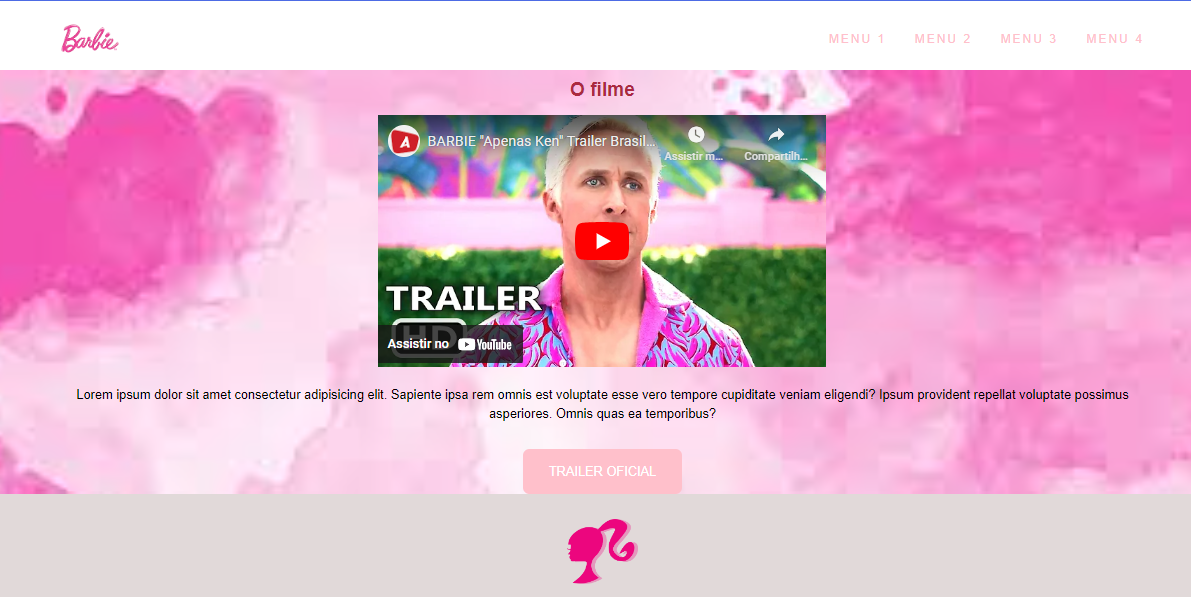 Barbie
MENU 1 MENU 2 MENU 3 MENU 4
O filme
A BARBIE "Apenas Ken" Trailer Brasil...
Assistir m... Compartilh...
TRAILER
HD
Assistir no YouTube
Lorem ipsum dolor sit amet consectetur adipisicing elit. Sapiente ipsa rem omnis est voluptate esse vero tempore cupiditate veniam eligendi? Ipsum provident repellat voluptate possimus
asperiores. Omnis quas ea temporibus?
TRAILER OFICIAL